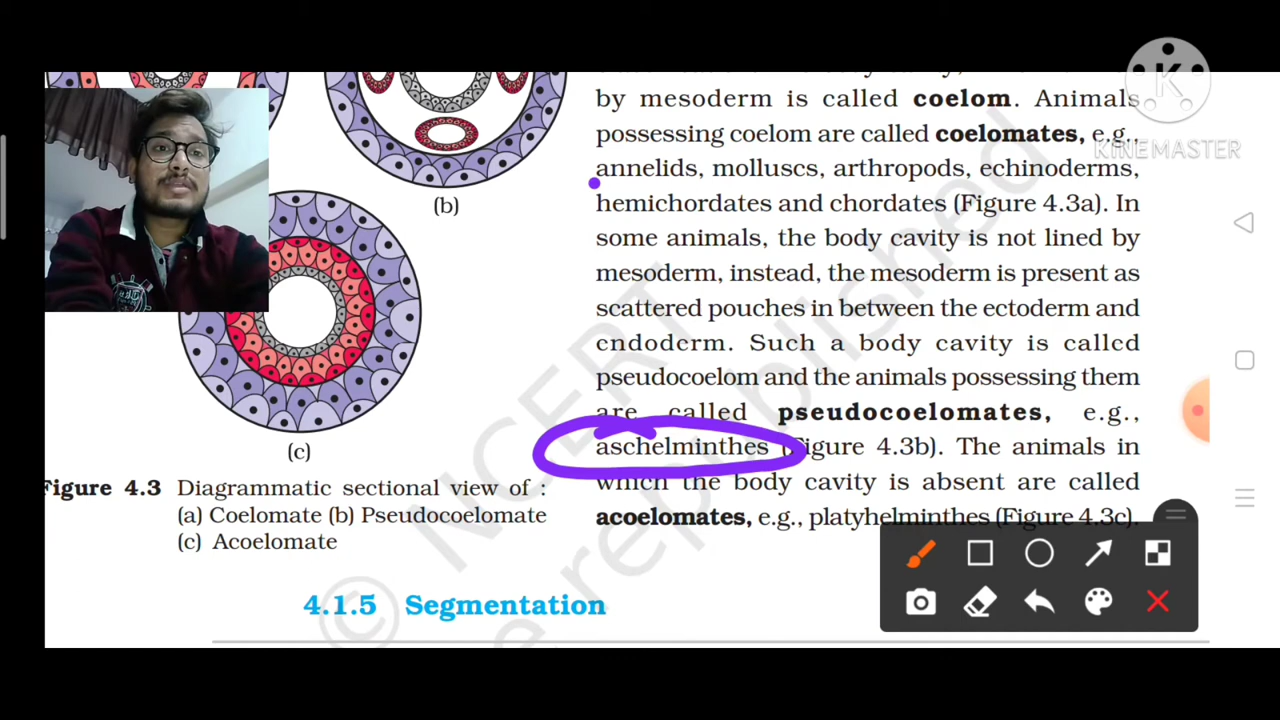 by mesoderm is called coelom. Animals
possessing coelom are called coelomates, e.g.,
annelids, molluscs, arthropods, echinoderms,
hemichordates and chordates (Figure 4.3a). In
some animals, the body cavity is not lined by
mesoderm, instead, the mesoderm is present as
scattered pouches in between the ectoderm and
endoderm. Such a body cavity is called
pseudocoelom and the animals possessing them
are called pseudocoelomates, e.g.,
aschelminthes (Figure 4.3b). The animals in
which the body cavity is absent are called
acoelomates, e.g., platyhelminthes (Figure 4.3c).
(b)
(c)
Figure 4.3 Diagrammatic sectional view of :
(a) Coelomate (b) Pseudocoelomate
(c) Acoelomate
4.1.5 Segmentation
© NCERT
republished
K
KINEMASTER